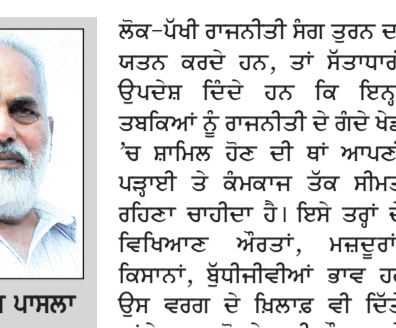 ਲੋਕ-ਪੱਖੀ ਰਾਜਨੀਤੀ ਸੰਗ ਤੁਰਨ ਦਾ
ਯਤਨ ਕਰਦੇ ਹਨ, ਤਾਂ ਸੱਤਾਧਾਰੀ
ਉਪਦੇਸ਼ ਦਿੰਦੇ ਹਨ ਕਿ ਇਨ੍ਹਾਂ
ਤਬਕਿਆਂ ਨੂੰ ਰਾਜਨੀਤੀ ਦੇ ਗੰਦੇ ਖੇਡ
'ਚ ਸ਼ਾਮਿਲ ਹੋਣ ਦੀ ਥਾਂ ਆਪਣੀ
ਪੜ੍ਹਾਈ ਤੇ ਕੰਮਕਾਜ ਤੱਕ ਸੀਮਤ
ਰਹਿਣਾ ਚਾਹੀਦਾ ਹੈ। ਇਸੇ ਤਰ੍ਹਾਂ ਦੇ
ਵਿਖਿਆਣ ਔਰਤਾਂ, ਮਜ਼ਦੂਰਾਂ,
ਕਿਸਾਨਾਂ, ਬੁੱਧੀਜੀਵੀਆਂ ਭਾਵ ਹਰ
ਉਸ ਵਰਗ ਦੇ ਖ਼ਿਲਾਫ਼ ਵੀ ਦਿੱਤੇ
ਪਾਸਲਾ